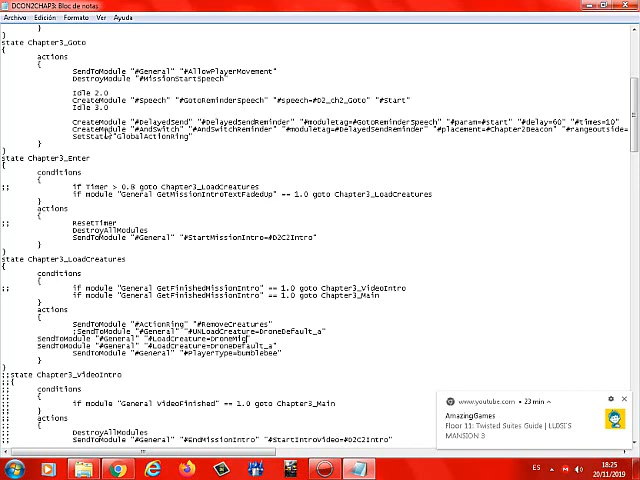 DCON2CHAP3: Bloc de notas
Archivo Edición Formato Ver Ayuda
}
}
state Chapter3_Goto
{
actions
{
SendToModule "#General" "#AllowPlayerMovement"
DestroyModule "#MissionStartSpeech"
Idle 2.0
CreateModule "#Speech" "#GotoReminderSpeech" "#speech=#D2_ch2_Goto" "#Start"
Idle 3.0
CreateModule "#DelayedSend" "#DelayedSendReminder" "#moduletag=#GotoReminderSpeech" "#param=#start" "#delay=60" "#times=10"
CreateModule "#AndSwitch" "#AndSwitchReminder" "#moduletag=#DelayedSendReminder" "#placement=#Chapter2Beacon" "#rangeoutside=
SetState "GlobalActionRing"
}
}
state Chapter3_Enter
{
conditions
{
;; if Timer > 0.8 goto Chapter3_LoadCreatures
if module "General GetMissionIntroTextFadedUp" == 1.0 goto Chapter3_LoadCreatures
}
actions
{
;; ResetTimer
DestroyAllModules
SendToModule "#General" "#StartMissionIntro=#D2C2Intro"
}
}
state Chapter3_LoadCreatures
{
conditions
{
;; if module "General GetFinishedMissionIntro" == 1.0 goto Chapter3_VideoIntro
if module "General GetFinishedMissionIntro" == 1.0 goto Chapter3_Main
}
actions
{
SendToModule "#ActionRing" "#RemoveCreatures"
;SendToModule "#General" "#UNLoadCreature=DroneDefault_a"
SendToModule "#General" "#LoadCreature=DroneMig
SendToModule "#General" "#LoadCreature=DroneDefault_a"
SendToModule "#General" "#PlayerType=bumblebee"
}
}
;;state Chapter3_VideoIntro
;;{
;; conditions
;; {
;; if module "General VideoFinished" == 1.0 goto Chapter3_Main
;; }
;; actions
;; {
;; DestroyAllModules
;; SendToModule "#General" "#EndMissionIntro" "#StartIntroVideo=#D2C2Intro"
www.youtube.com • 23 min
AmazingGames
Floor 11: Twisted Suites Guide | LUIGI'S
MANSION 3
ES
18:25
20/11/2019